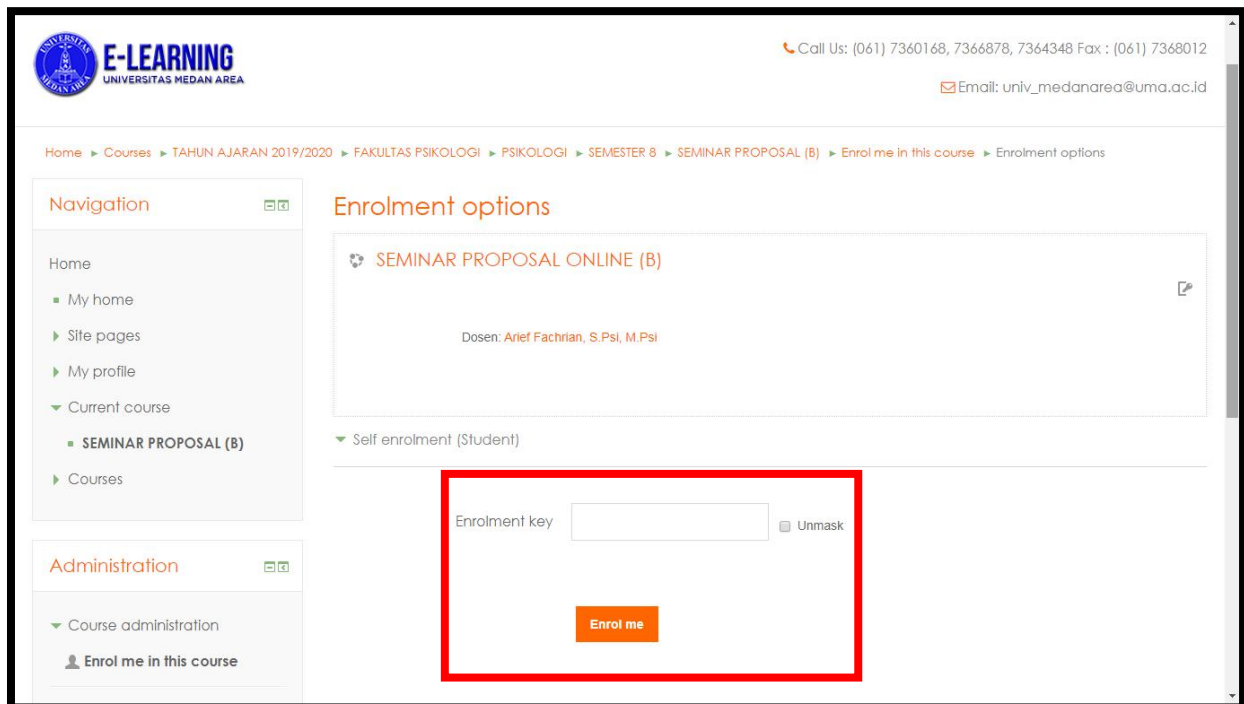 UNIVERSITAS
MEDAN AREA
E-LEARNING
UNIVERSITAS MEDAN AREA
Call Us: (061) 7360168, 7366878, 7364348 Fax : (061) 7368012
Email: univ_medanarea@uma.ac.id
Home ► Courses ► TAHUN AJARAN 2019/2020 ► FAKULTAS PSIKOLOGI ► PSIKOLOGI ► SEMESTER 8 ► SEMINAR PROPOSAL (B) ► Enrol me in this course ► Enrolment options
Navigation
Home
My home
Site pages
My profile
Current course
SEMINAR PROPOSAL (B)
Courses
Administration
Course administration
Enrol me in this course
Enrolment options
SEMINAR PROPOSAL ONLINE (B)
Dosen: Arief Fachrian, S.Psi, M.Psi
Self enrolment (Student)
Enrolment key
Unmask
Enrol me